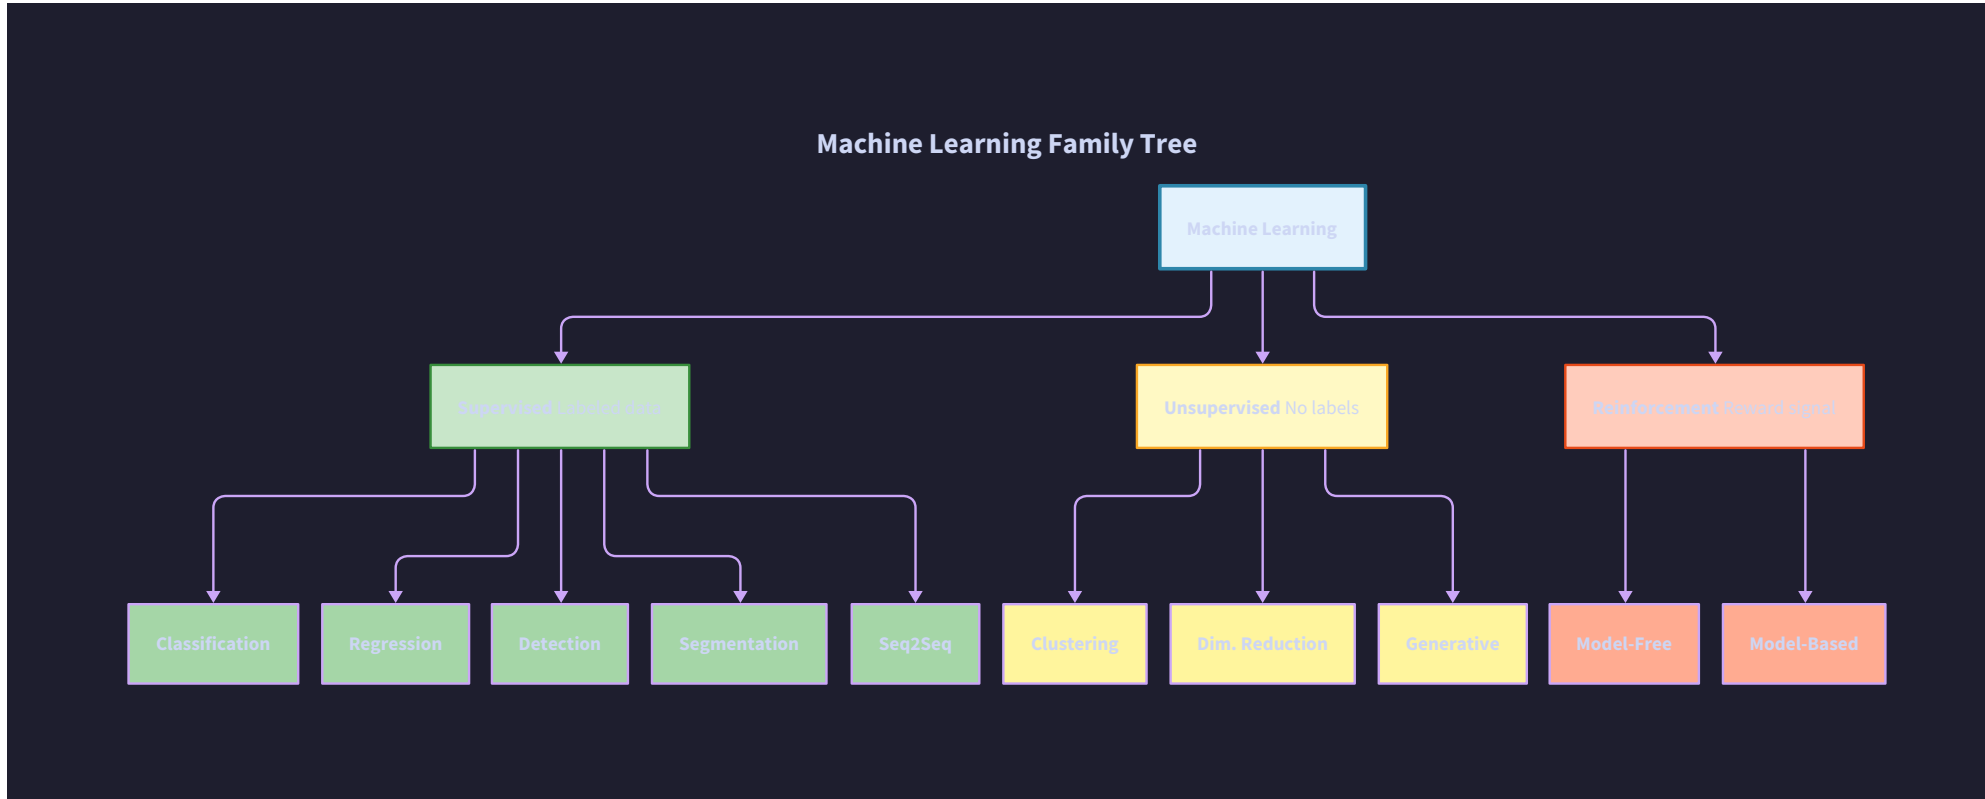 Machine Learning Family Tree
Machine Learning
Supervised Labeled data
Unsupervised No labels
Reinforcement Reward signal
Classification
Regression
Detection
Segmentation
Seq2Seq
Clustering
Dim. Reduction
Generative
Model-Free
Model-Based